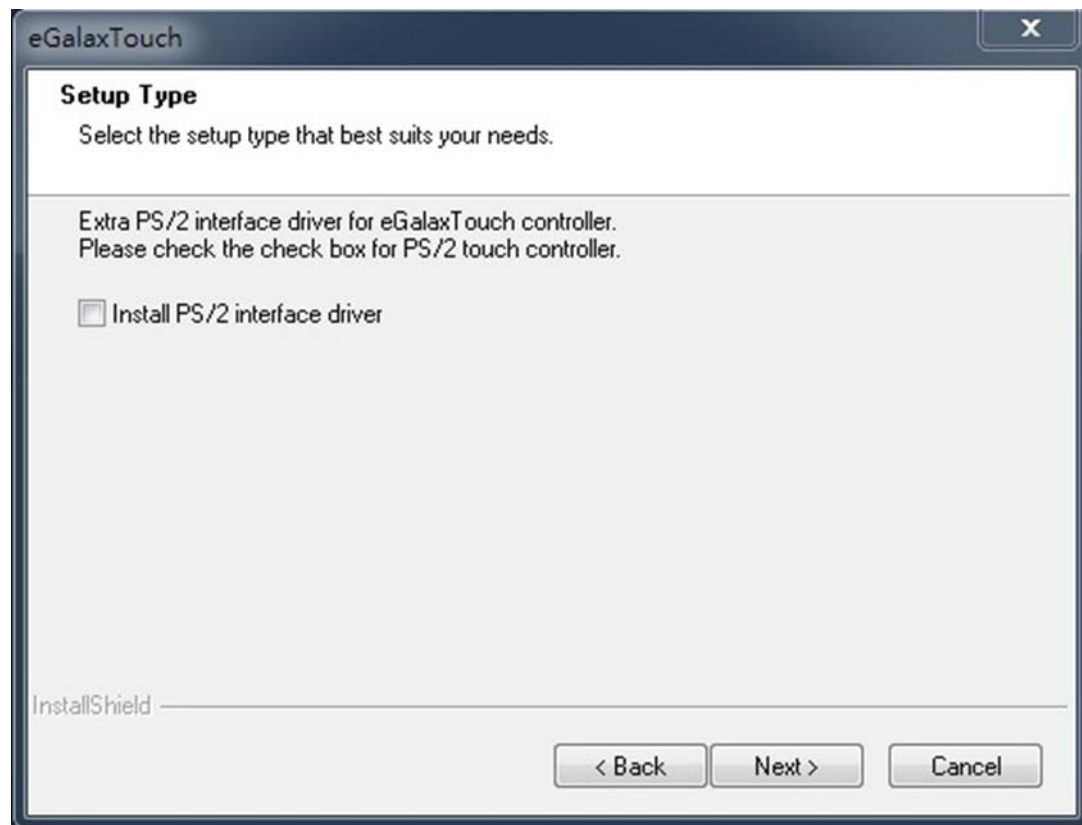 eGalaxTouch
x
Setup Type
Select the setup type that best suits your needs.
Extra PS/2 interface driver for eGalaxTouch controller.
Please check the check box for PS/2 touch controller.
Install PS/2 interface driver
InstallShield
< Back Next > Cancel